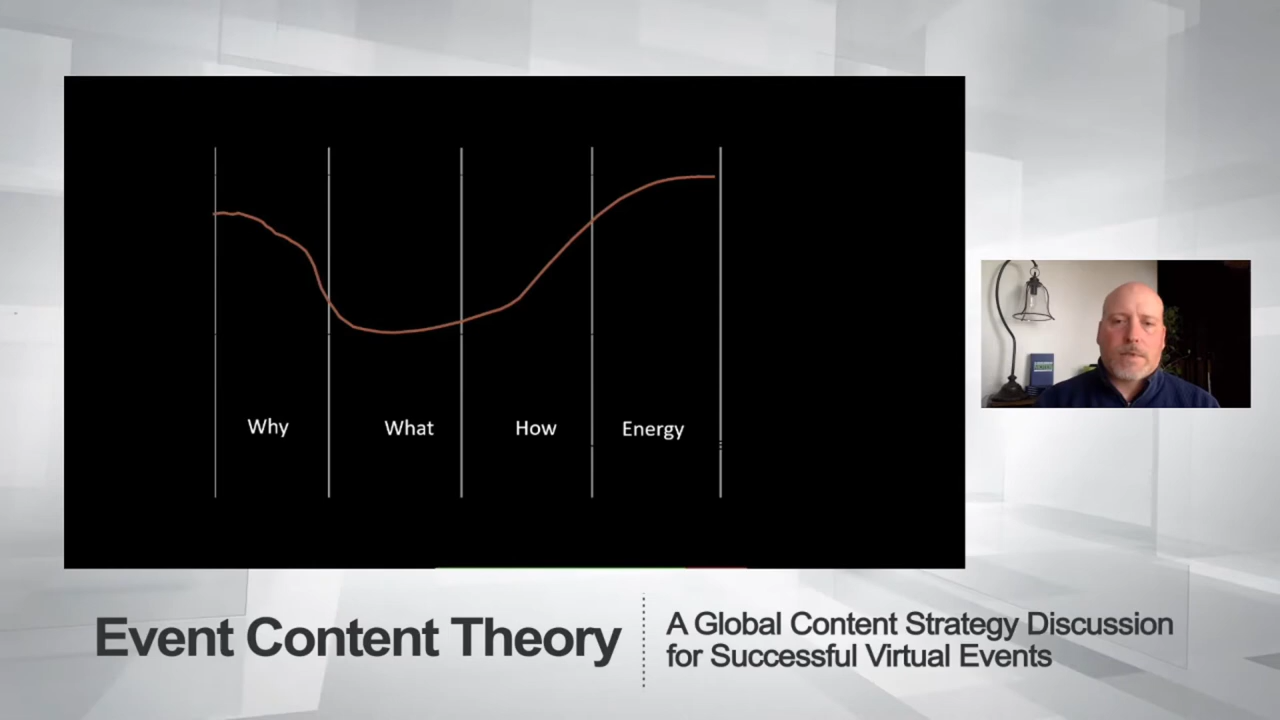 Why
What
How
Energy
Event Content Theory
A Global Content Strategy Discussion
for Successful Virtual Events